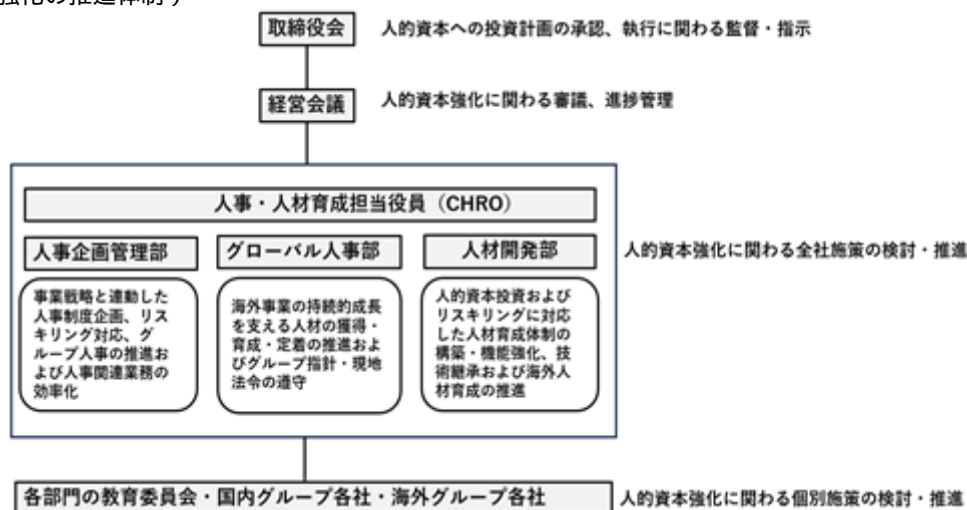 強化の推進体制)
取締役会
人的資本への投資計画の承認、執行に関わる監督・指示
経営会議
人的資本強化に関わる審議、進捗管理
人事・人材育成担当役員（CHRO）
人事企画管理部
グローバル人事部
人材開発部
人的資本強化に関わる全社施策の検討・推進
事業戦略と連動した
人事制度企画、リス
キリング対応、グ
ループ人事の推進お
よび人事関連業務の
効率化
海外事業の持続的成長
を支える人材の獲得・
育成・定着の推進およ
びグループ指針・現地
法令の遵守
人的資本投資および
リスキリングに対応
した人材育成体制の
構築・機能強化、技
術継承および海外人
材育成の推進
各部門の教育委員会・国内グループ各社・海外グループ各社
人的資本強化に関わる個別施策の検討・推進